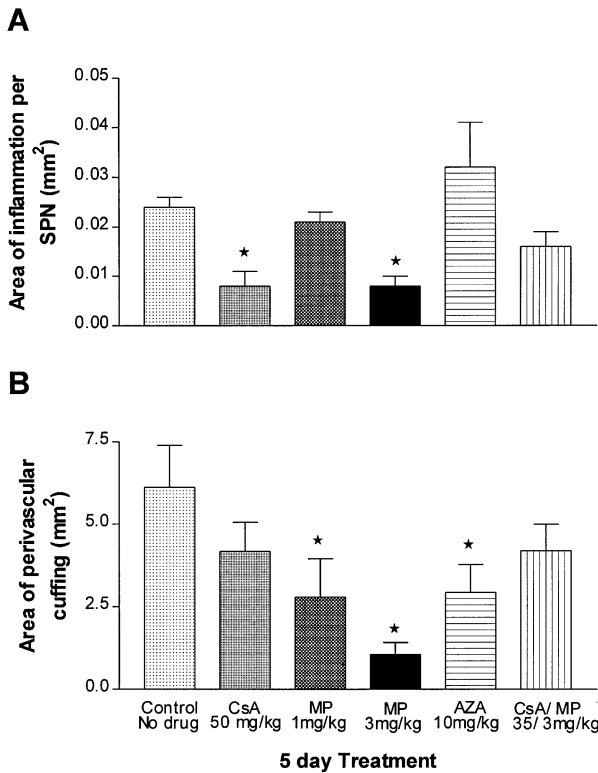 A
Area of inflammation per
SPN (mm²)
0.05
0.04
0.03
0.02
0.01
0.00
B
Area of perivascular
cuffing (mm²)
7.5
5.0
2.5
0.0
Control
No drug
CsA
50 mg/kg
MP
1mg/kg
MP
3mg/kg
AZA
10mg/kg
CsA/ MP
35/ 3mg/kg
5 day Treatment